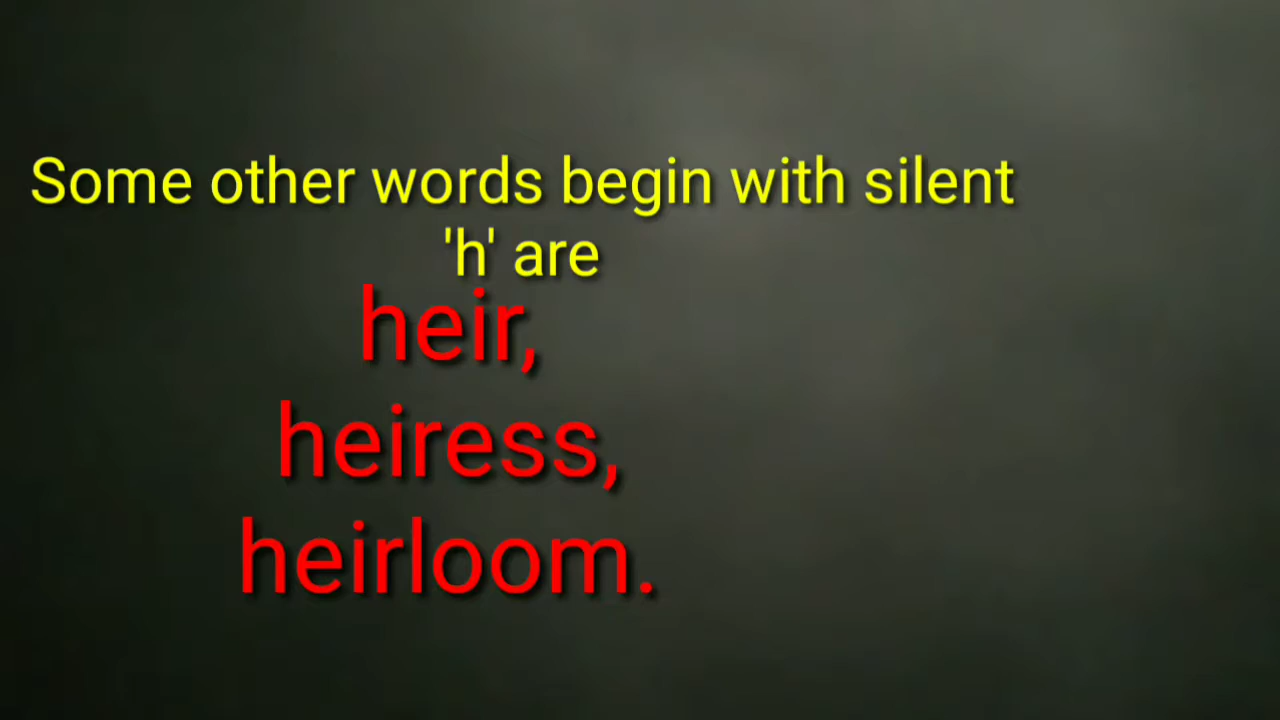 Some other words begin with silent
'h' are
heir,
heiress,
heirloom.